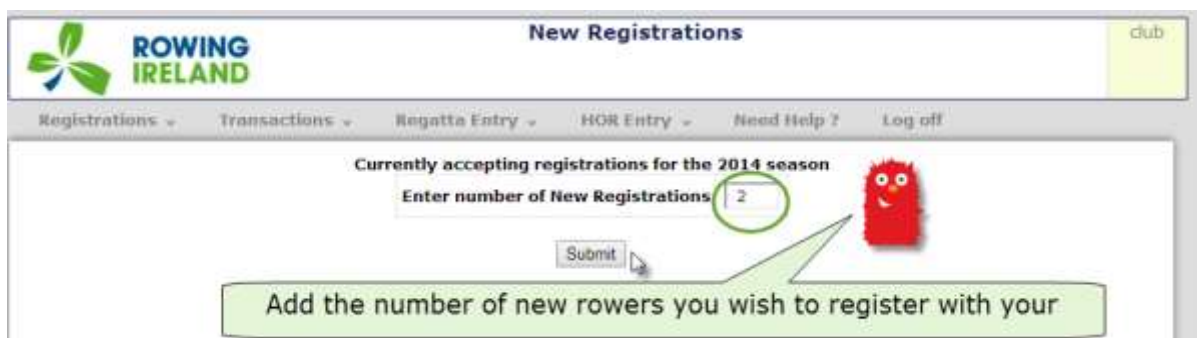 New Registrations
club
ROWING
IRELAND
Registrations Transactions Regatta Entry HOR Entry Need Help ? Log off
Currently accepting registrations for the 2014 season
Enter number of New Registrations 2
Submit
Add the number of new rowers you wish to register with your